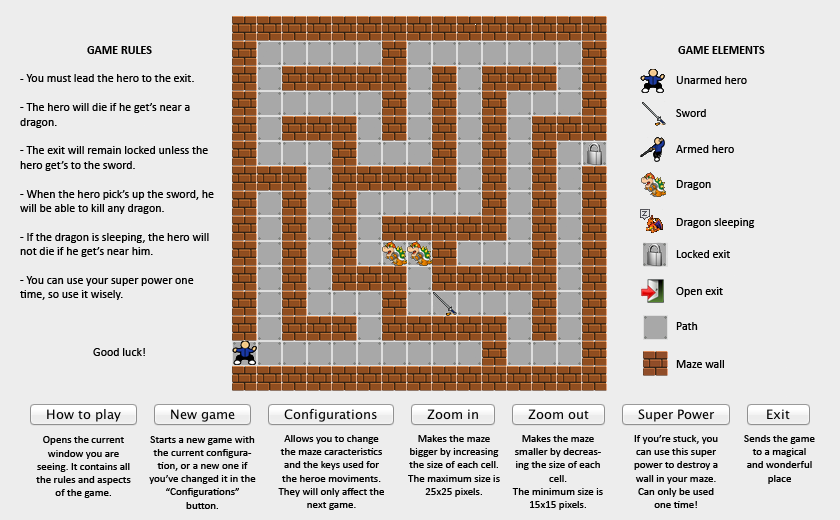 GAME RULES
- You must lead the hero to the exit.
- The hero will die if he get's near a
dragon.
- The exit will remain locked unless the
hero get's to the sword.
- When the hero pick's up the sword, he
will be able to kill any dragon.
- If the dragon is sleeping, the hero will
not die if he get's near him.
- You can use your super power one
time, so use it wisely.
Good luck!
GAME ELEMENTS
Unarmed hero
Sword
Armed hero
Dragon
Z
Dragon sleeping
Locked exit
Open exit
Path
Maze wall
How to play
Opens the current
window you are
seeing. It contains all
the rules and aspects
of the game.
New game
Starts a new game with
the current configura-
tion, or a new one if
you've changed it in the
"Configurations"
button.
Configurations
Allows you to change
the maze caracteristics
and the keys used for
the heroe moviments.
They will only affect the
next game.
Zoom in
Makes the maze
bigger by increasing
the size of each cell.
The maximum size is
25x25 pixels.
Zoom out
Makes the maze
smaller by decreas-
ing the size of each
cell.
The minimum size is
15x15 pixels.
Super Power
If you're stuck, you
can use this super
power to destroy a
wall in your maze.
Can only be used
one time!
Exit
Sends the game
to a magical
and wonderful
place